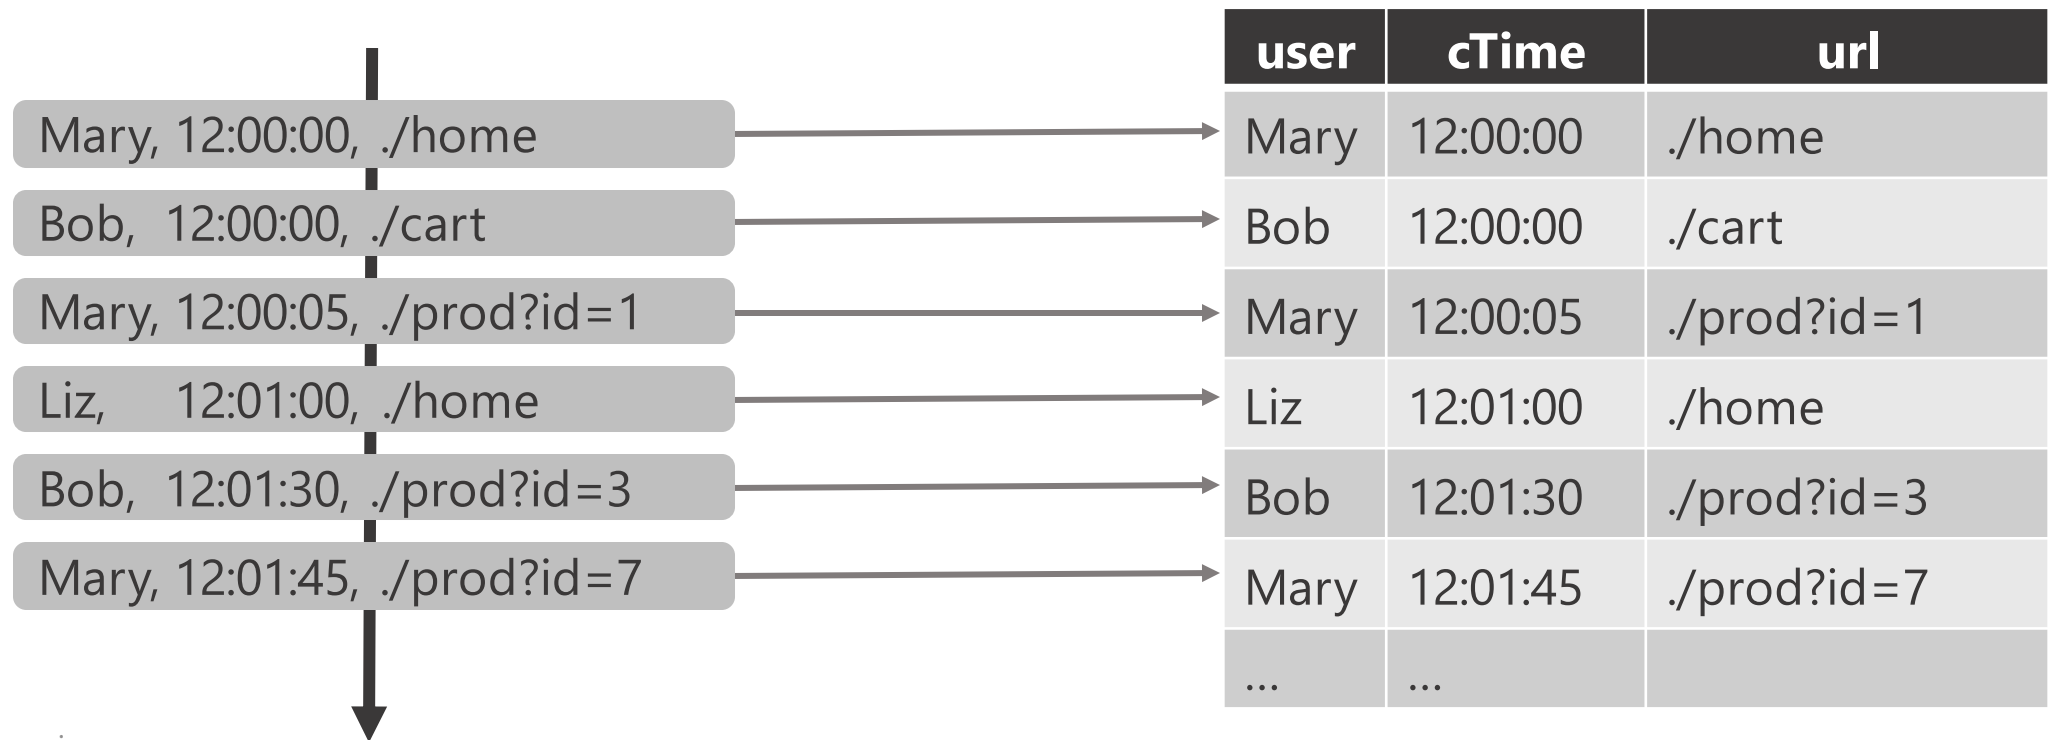 Mary, 12:00:00, ./home
Bob, 12:00:00, ./cart
Mary, 12:00:05, ./prod?id=1
Liz, 12:01:00, ./home
Bob, 12:01:30, ./prod?id=3
Mary, 12:01:45, ./prod?id=7
user cTime url
Mary 12:00:00 ./home
Bob 12:00:00 ./cart
Mary 12:00:05 ./prod?id=1
Liz 12:01:00 ./home
Bob 12:01:30 ./prod?id=3
Mary 12:01:45 ./prod?id=7
... ...